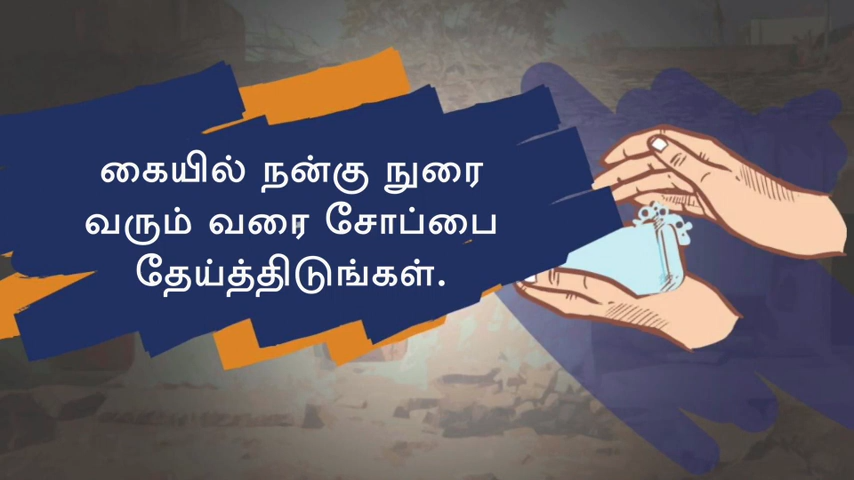 கையில் நன்கு நுரை
வரும் வரை சோப்பை
தேய்த்திடுங்கள்.